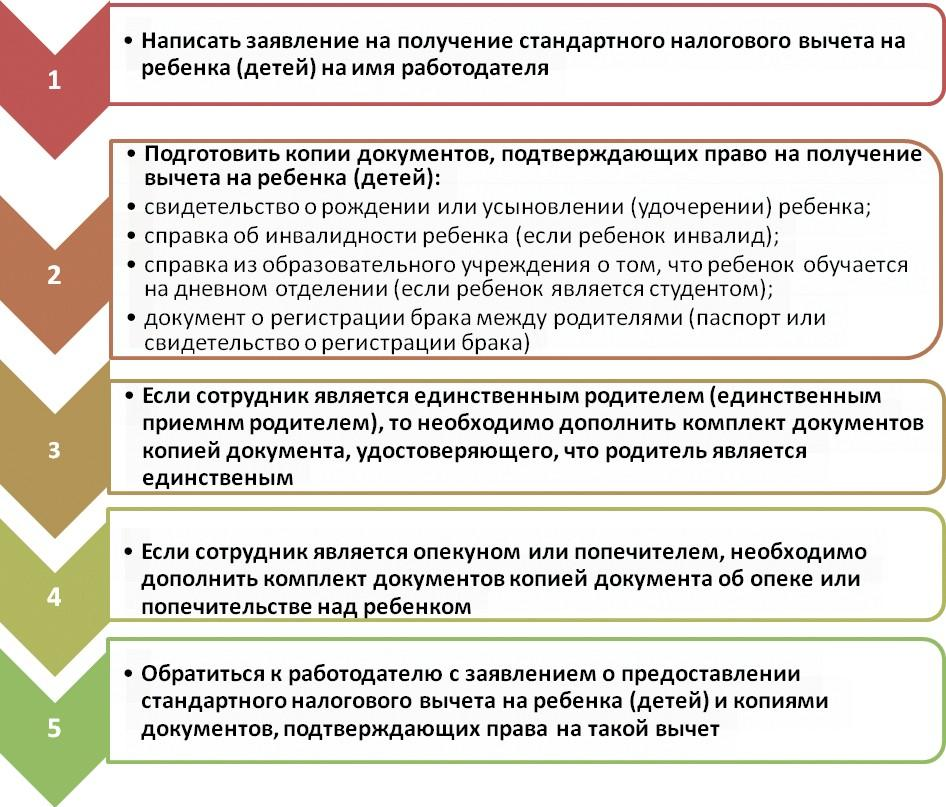 1
• Написать заявление на получение стандартного налогового вычета на
ребенка (детей) на имя работодателя
2
• Подготовить копии документов, подтверждающих право на получение
вычета на ребенка (детей):
• свидетельство о рождении или усыновлении (удочерении) ребенка;
• справка об инвалидности ребенка (если ребенок инвалид);
• справка из образовательного учреждения о том, что ребенок обучается
на дневном отделении (если ребенок является студентом);
• документ о регистрации брака между родителями (паспорт или
свидетельство о регистрации брака)
3
• Если сотрудник является единственным родителем (единственным
приемнм родителем), то необходимо дополнить комплект документов
копией документа, удостоверяющего, что родитель является
единственым
4
• Если сотрудник является опекуном или попечителем, необходимо
дополнить комплект документов копией документа об опеке или
попечительстве над ребенком
5
• Обратиться к работодателю с заявлением о предоставлении
стандартного налогового вычета на ребенка (детей) и копиями
документов, подтверждающих права на такой вычет